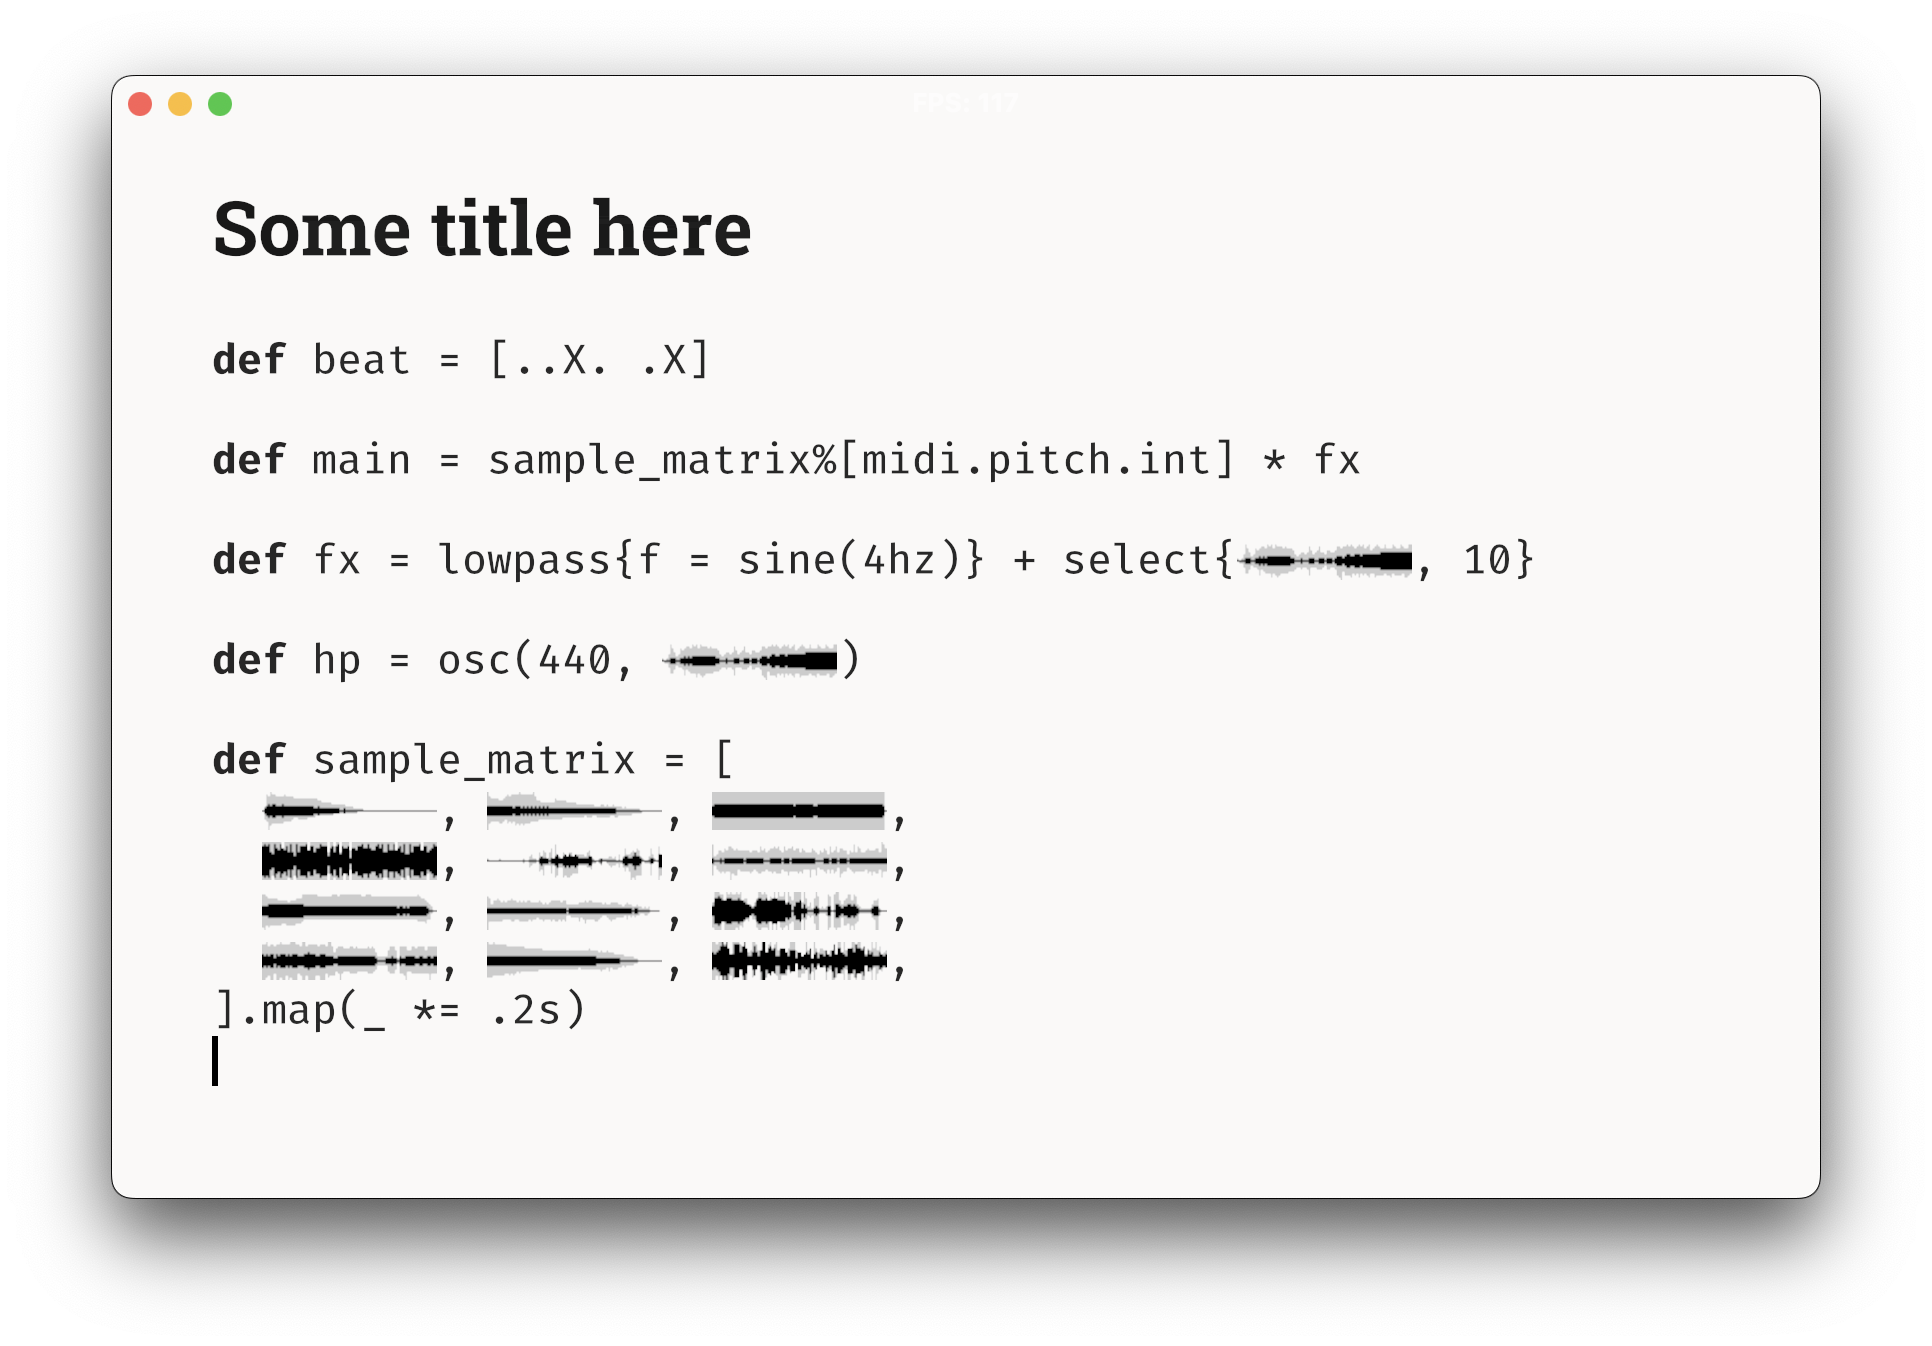 FPS: 117
Some title here
def beat = [..X. .X]
def main = sample_matrix%[midi.pitch.int] * fx
def fx = lowpass{f = sine(4hz)} + select{, 10}
def hp = osc(440, )
def sample_matrix = [
, , ,
, , ,
, , ,
, , ,
].map(_ *= .2s)